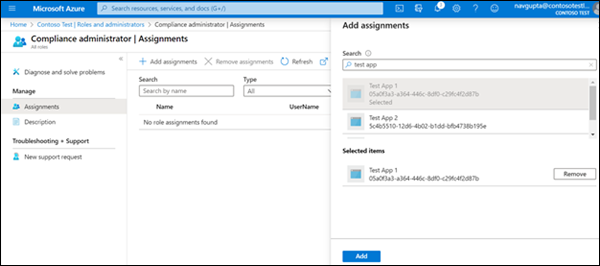 Microsoft Azure
Search resources, services, and docs (G+/)
navgupta@contosotestl...
CONTOSO TEST
Home > Contoso Test | Roles and administrators > Compliance administrator | Assignments
Compliance administrator | Assignments
All roles
Diagnose and solve problems
Manage
Assignments
Description
Troubleshooting + Support
New support request
Add assignments
Remove assignments
Refresh
Search
Search by name
Type
All
Name
UserName
No role assignments found
Add assignments
Search
test app
Test App 1
05a0f3a3-a364-446c-8df0-c29fc4f2d87b
Selected
Test App 2
5c4b5510-12d6-4b02-b1dd-bfb4738b195e
Selected items
Test App 1
05a0f3a3-a364-446c-8df0-c29fc4f2d87b
Remove
Add